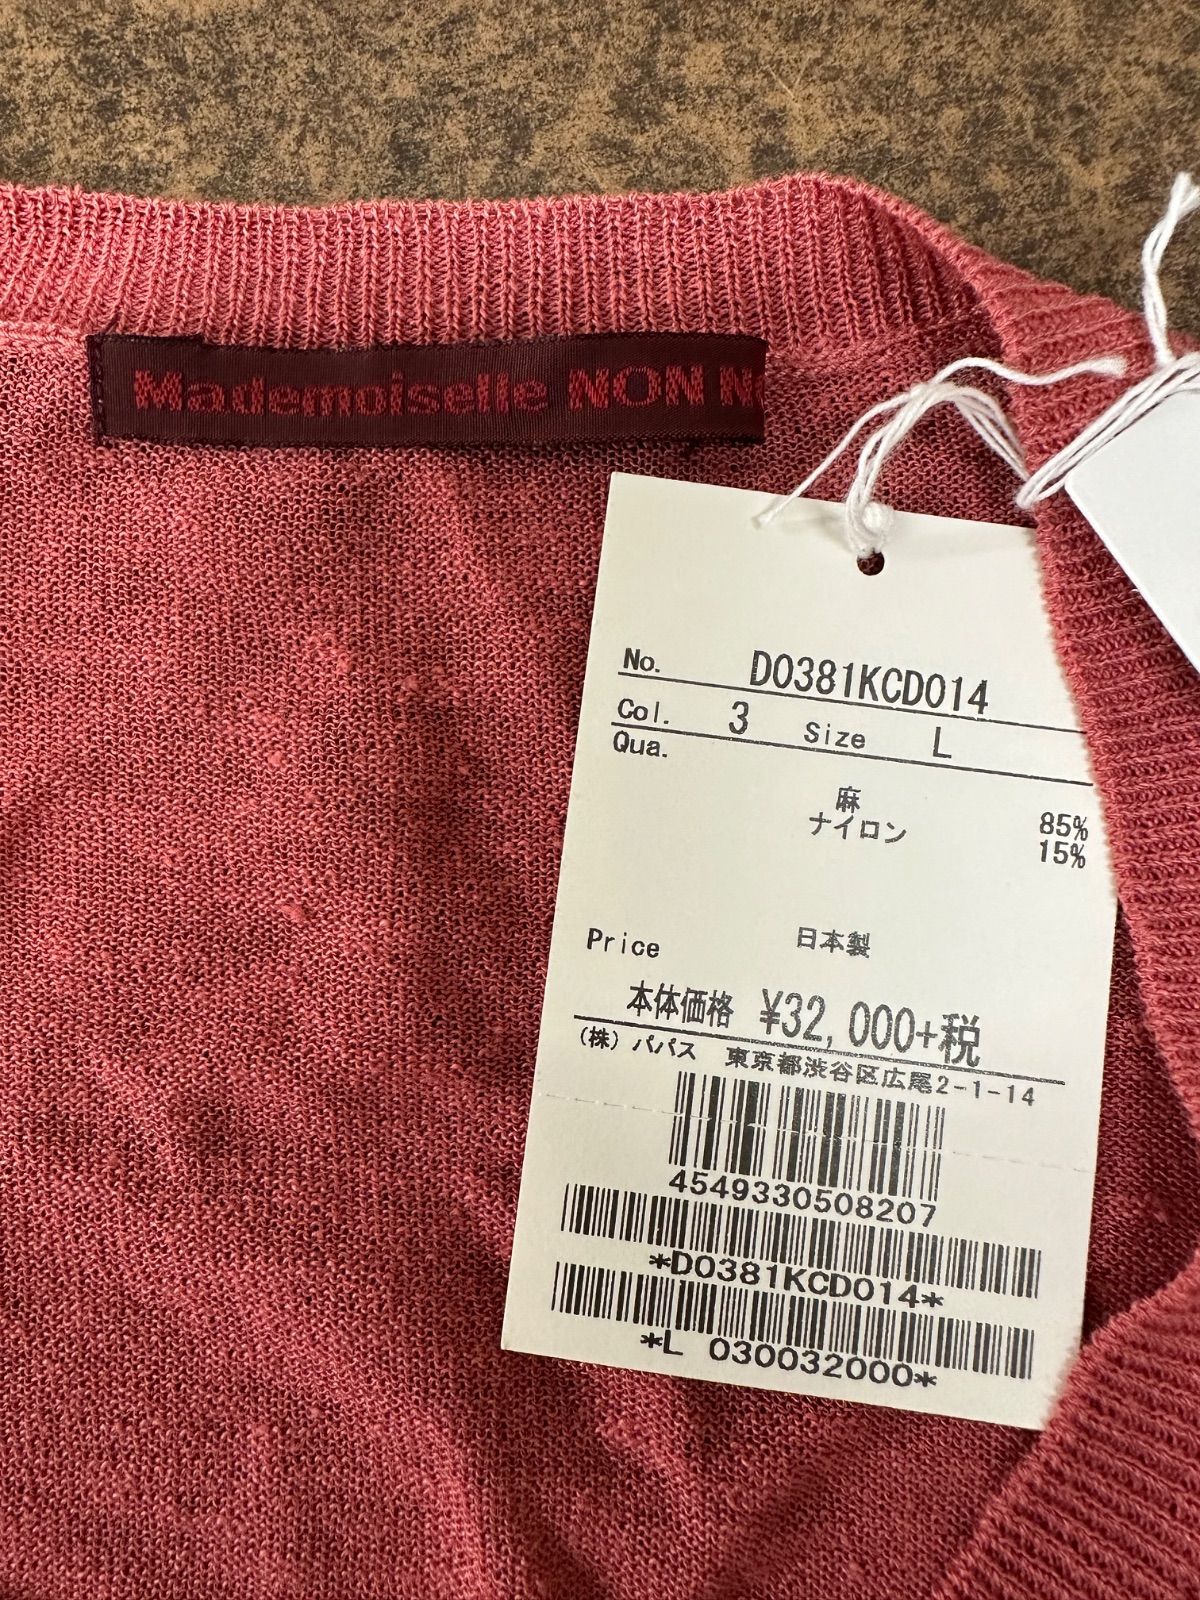 Mademoiselle NON N
No. D0381KCD014
Col. 3 Size L
Qua.
麻 85%
ナイロン 15%
Price 日本製
本体価格 ¥32,000+税
(株) パパス 東京都渋谷区広尾2-1-14
4549330508207
*D0381KCD014*
*L 030032000*